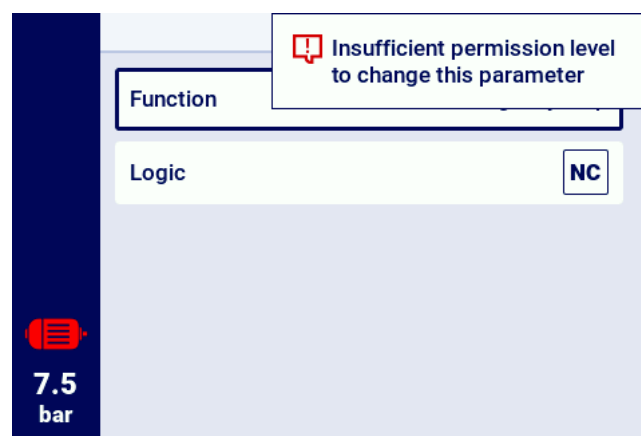 Insufficient permission level
to change this parameter
Function
Logic
NC
7.5
bar